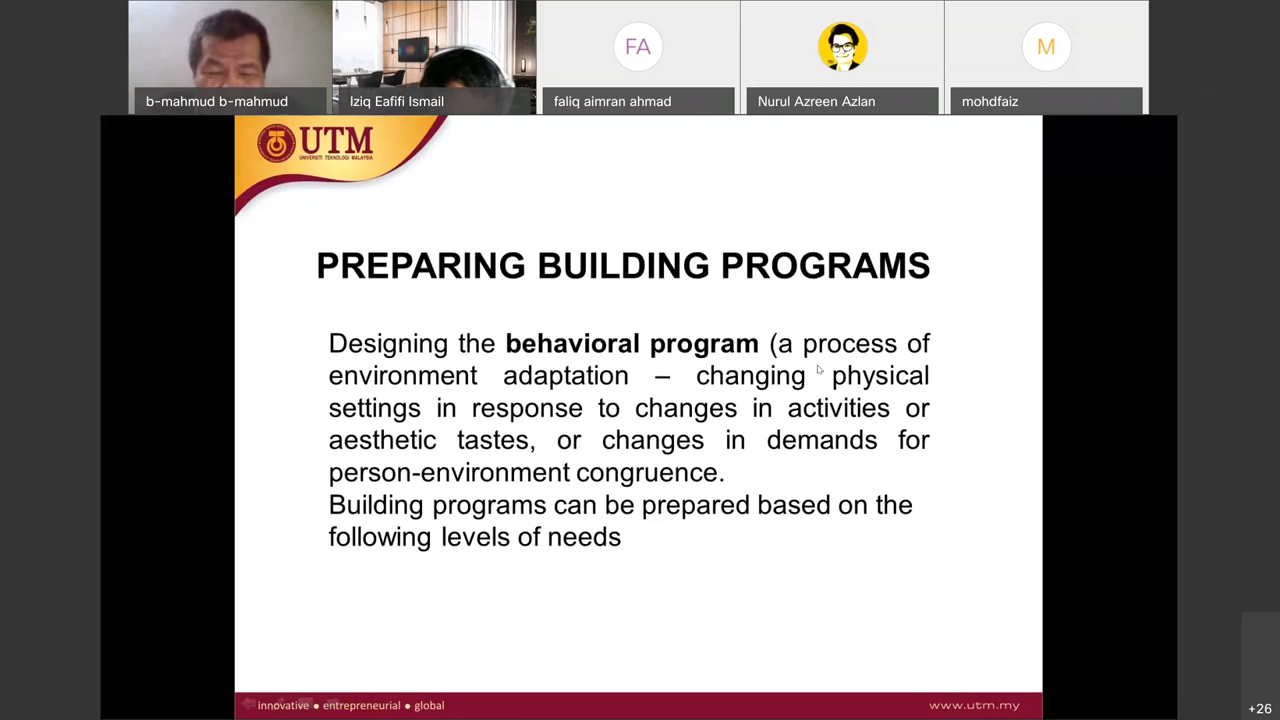 b-mahmud b-mahmud
Iziq Eafifi Ismail
FA
faliq aimran ahmad
Nurul Azreen Azlan
M
mohdfaiz
UTM
UNIVERSITI TEKNOLOGI MALAYSIA
PREPARING BUILDING PROGRAMS
Designing the behavioral program (a process of
environment adaptation – changing physical
settings in response to changes in activities or
aesthetic tastes, or changes in demands for
person-environment congruence.
Building programs can be prepared based on the
following levels of needs
innovative ● entrepreneurial ● global
www.utm.my
+26